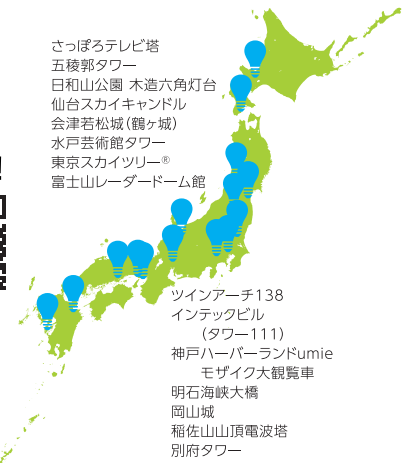 さっぽろテレビ塔
五稜郭タワー
日和山公園 木造六角灯台
仙台スカイキャンドル
会津若松城(鶴ヶ城)
水戸芸術館タワー
東京スカイツリー®
富士山レーダードーム館
ツインアーチ138
インテックビル
(タワー111)
神戸ハーバーランドumie
モザイク大観覧車
明石海峡大橋
岡山城
稲佐山山頂電波塔
別府タワー